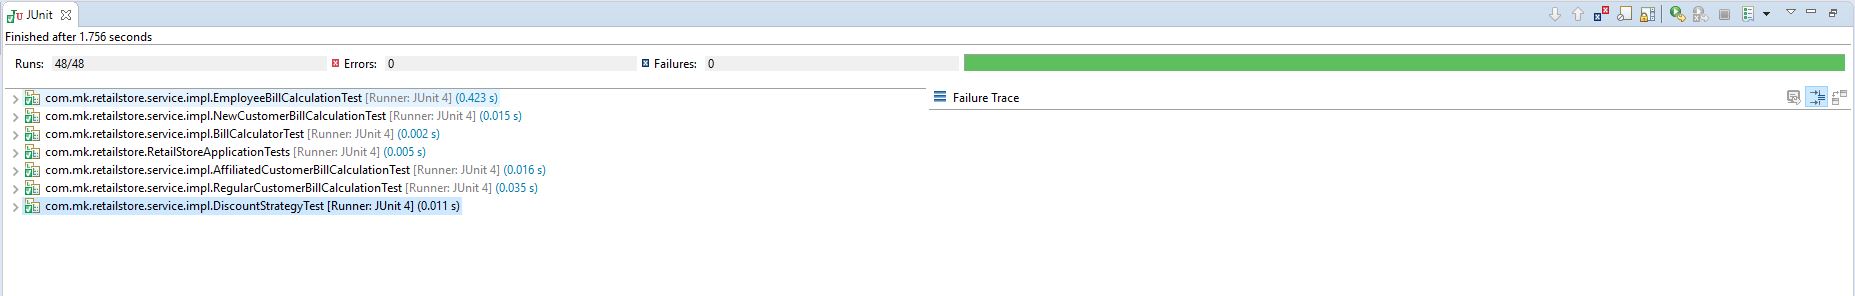 JUnit
Finished after 1.756 seconds
Runs: 48/48 Errors: 0 Failures: 0
com.mk.retailstore.service.impl.EmployeeBillCalculationTest [Runner: JUnit 4] (0.423 s)
Failure Trace
com.mk.retailstore.service.impl.NewCustomerBillCalculationTest [Runner: JUnit 4] (0.015 s)
com.mk.retailstore.service.impl.BillCalculatorTest [Runner: JUnit 4] (0.002 s)
com.mk.retailstore.RetailStoreApplicationTests [Runner: JUnit 4] (0.005 s)
com.mk.retailstore.service.impl.AffiliatedCustomerBillCalculationTest [Runner: JUnit 4] (0.016 s)
com.mk.retailstore.service.impl.RegularCustomerBillCalculationTest [Runner: JUnit 4] (0.035 s)
com.mk.retailstore.service.impl.DiscountStrategyTest [Runner: JUnit 4] (0.011 s)